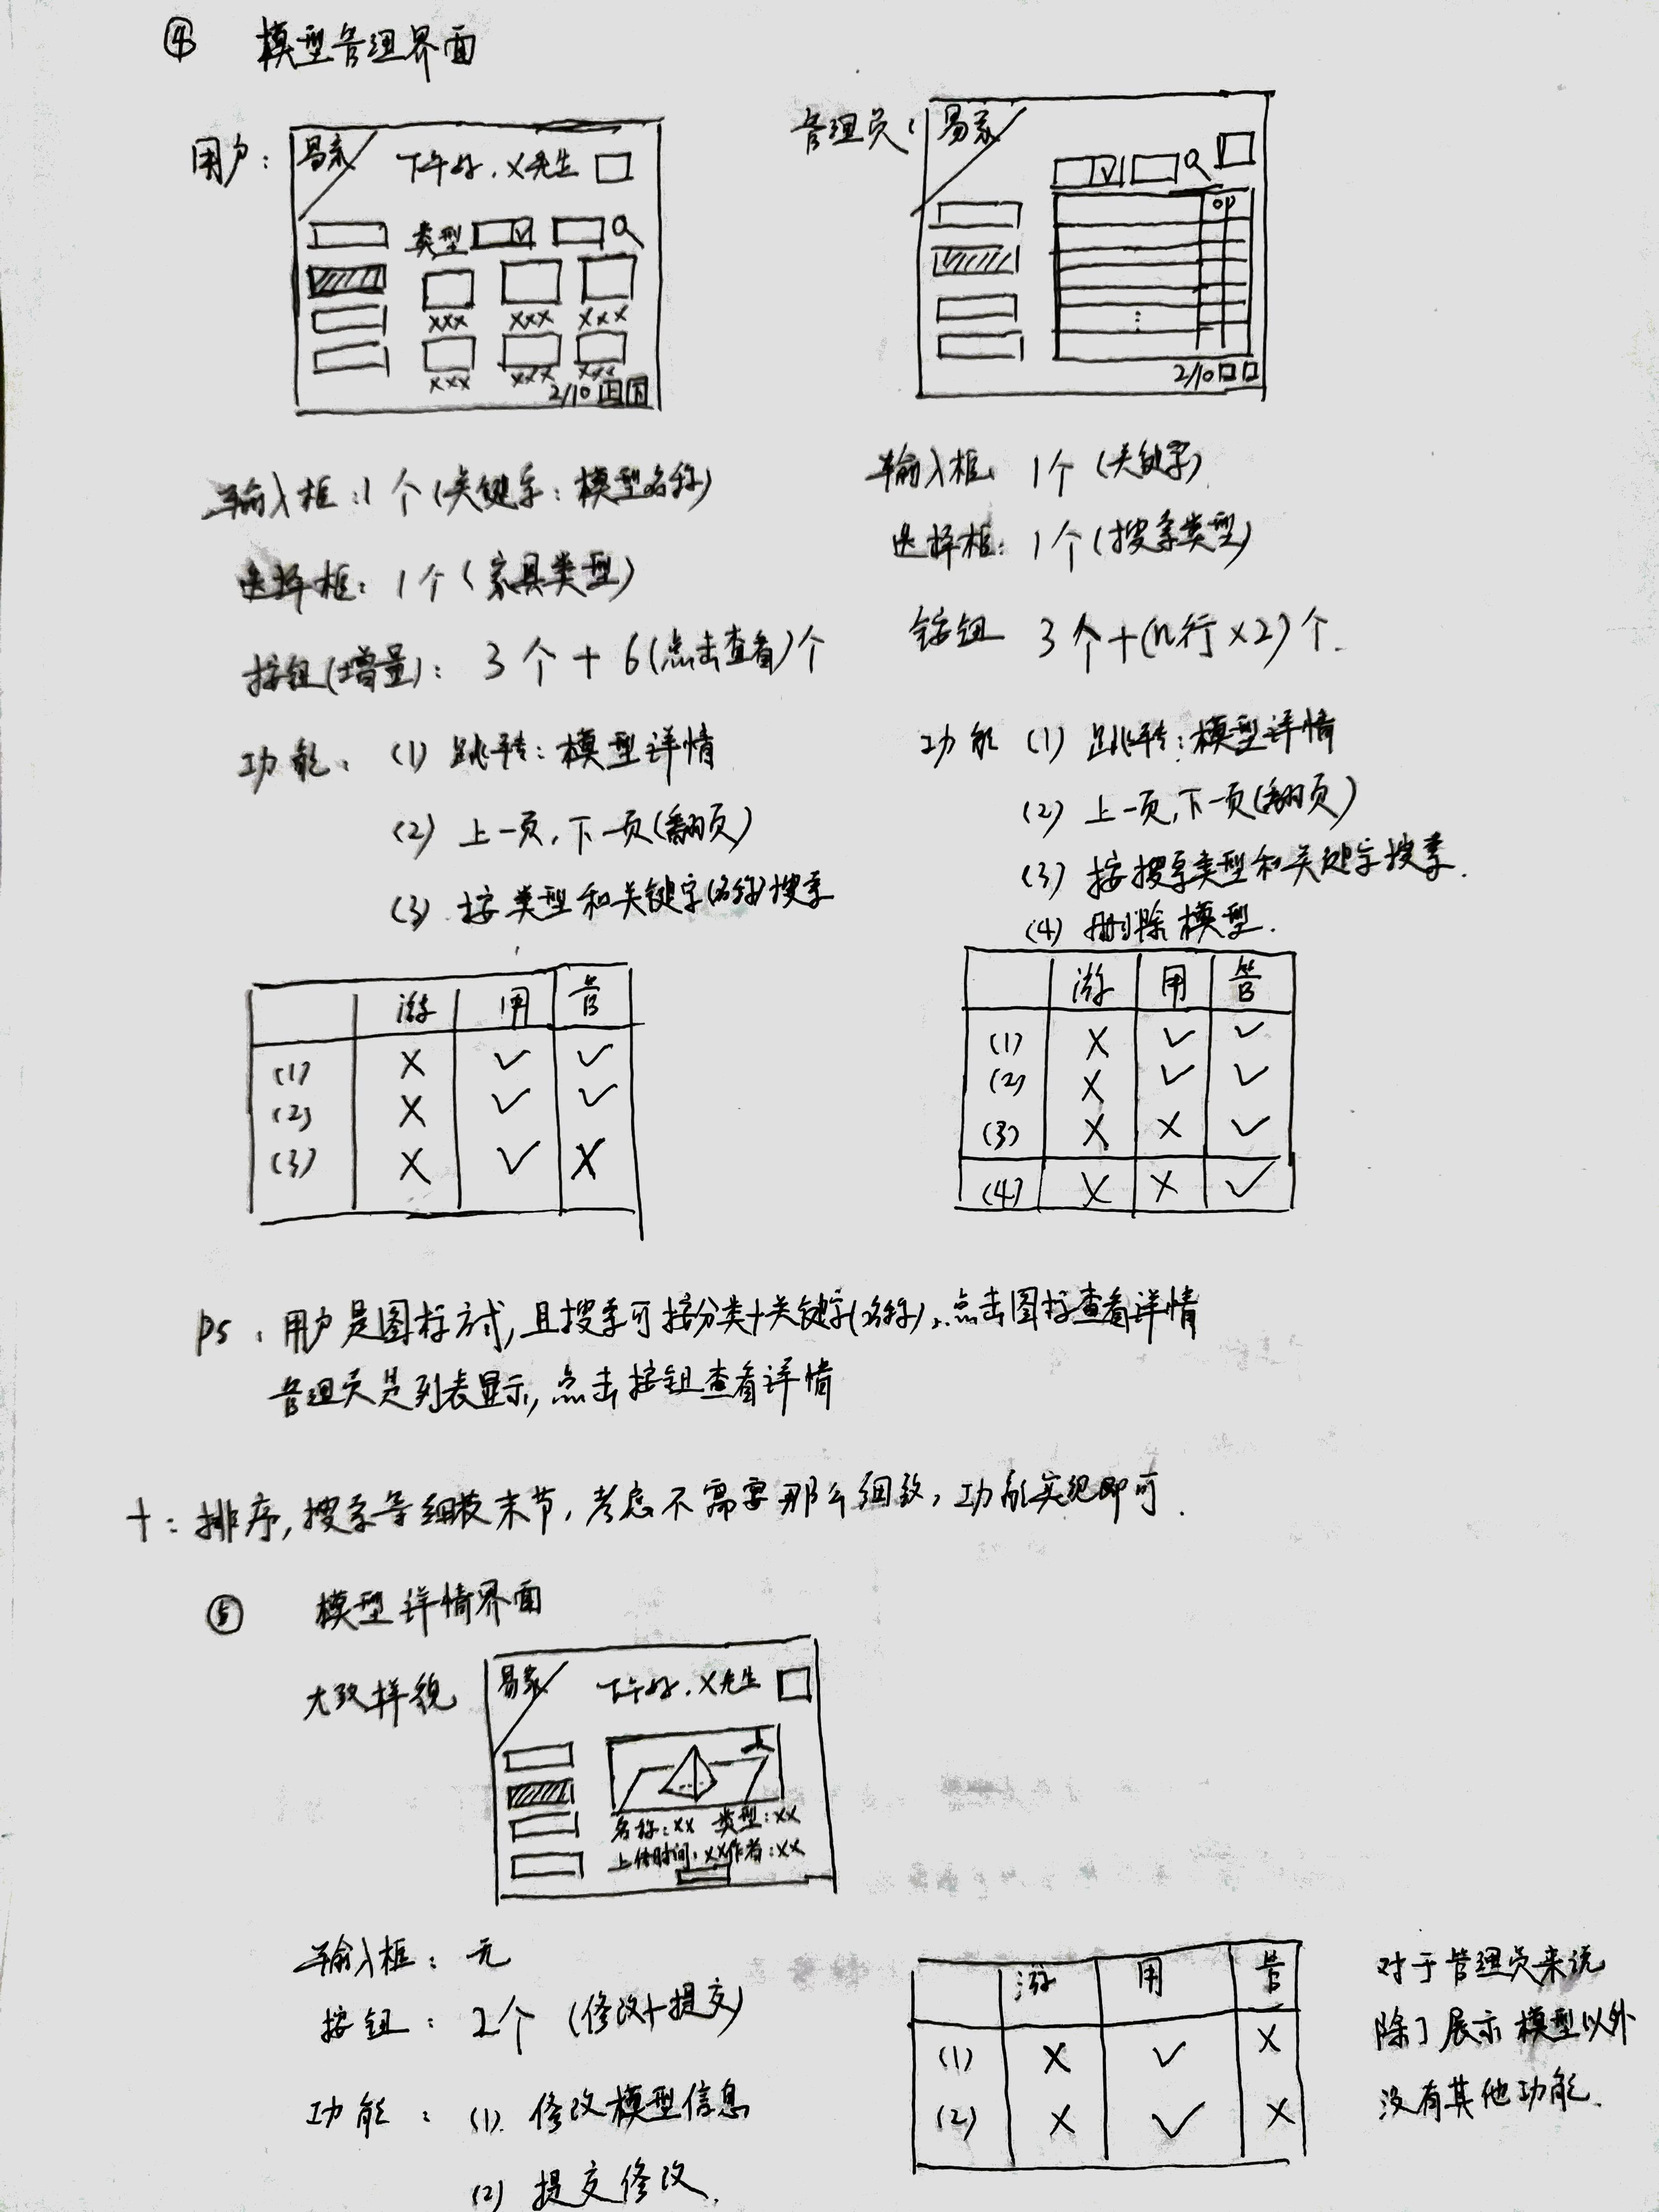 ④ 模型管理界面
用户:
易家
下午好,X先生
类型
xxx xxx xxx
xxx xxx xxx
2/10 上 下
输入框:1个(关键字:模型名称)
选择框:1个(家具类型)
按钮(增量):3个+6(点击查看)个
功能:(1) 跳转:模型详情
(2) 上一页,下一页(翻页)
(3) 按类型和关键字(名称)搜索
游 用 管
(1) X ✓ ✓
(2) X ✓ ✓
(3) X ✓ X
管理员:
易家
op
2/10
输入框 1个(关键字)
选择框:1个(搜索类型)
按钮 3个+(n行x2)个.
功能 (1) 跳转:模型详情
(2) 上一页,下一页(翻页)
(3) 按搜索类型和关键字搜索.
(4) 删除模型.
游 用 管
(1) X ✓ ✓
(2) X ✓ ✓
(3) X X ✓
(4) X X ✓
ps:用户是图标方式,且搜索可按分类+关键字(名称),点击图标查看详情
管理员是列表显示,点击按钮查看详情
+:排序,搜索等细枝末节,考虑不需要那么细致,功能实现即可.
⑤ 模型详情界面
大致样貌
易家
下午好,X先生
名称:xx 类型:xx
上传时间:xx作者:xx
输入框:无
按钮:2个(修改+提交)
功能:(1) 修改模型信息
(2) 提交修改.
游 用 管
(1) X ✓ X
(2) X ✓ X
对于管理员来说
除了展示模型以外
没有其他功能.